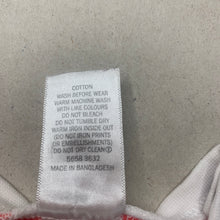 COTTON
WASH BEFORE WEAR
WARM MACHINE WASH
WITH LIKE COLOURS
DO NOT BLEACH
DO NOT TUMBLE DRY
WARM IRON INSIDE OUT
(DO NOT IRON PRINTS
OR EMBELLISHMENTS)
DO NOT DRY CLEAN
5658 3632
MADE IN BANGLADESH